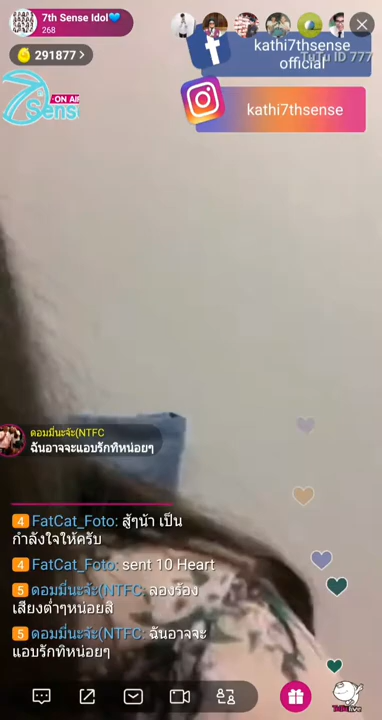 7th Sense Idol💙
268
291877 >
kathi7thsense
official
TuTu ID 777
ON AIR
7 Sense
kathi7thsense
ดอมมี่นะจ้ะ(NTFC
ฉันอาจจะแอบรักทิหน่อยๆ
4 FatCat_Foto: สู้ๆน้า เป็น
กำลังใจให้ครับ
4 FatCat_Foto: sent 10 Heart
5 ดอมมี่นะจ้ะ(NTFC: ลองร้อง
เสียงต่ำๆหน่อยสิ
5 ดอมมี่นะจ้ะ(NTFC: ฉันอาจจะ
แอบรักทิหน่อยๆ